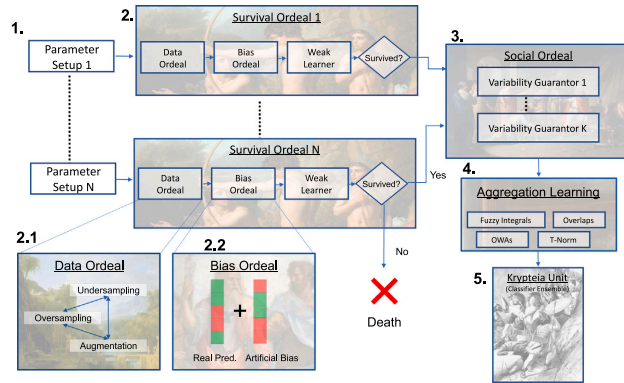 1.
Parameter
Setup 1
Parameter
Setup N
2.
Survival Ordeal 1
Data
Ordeal
Bias
Ordeal
Weak
Learner
Survived?
Survival Ordeal N
Data
Ordeal
Bias
Ordeal
Weak
Learner
Survived?
Yes
No
Death
2.1
Data Ordeal
Undersampling
Oversampling
Augmentation
2.2
Bias Ordeal
+
Real Pred.
Artificial Bias
3.
Social Ordeal
Variability Guarantor 1
Variability Guarantor K
4.
Aggregation Learning
Fuzzy Integrals
Overlaps
OWAs
T-Norm
5.
Krypteia Unit
(Classifier Ensemble)